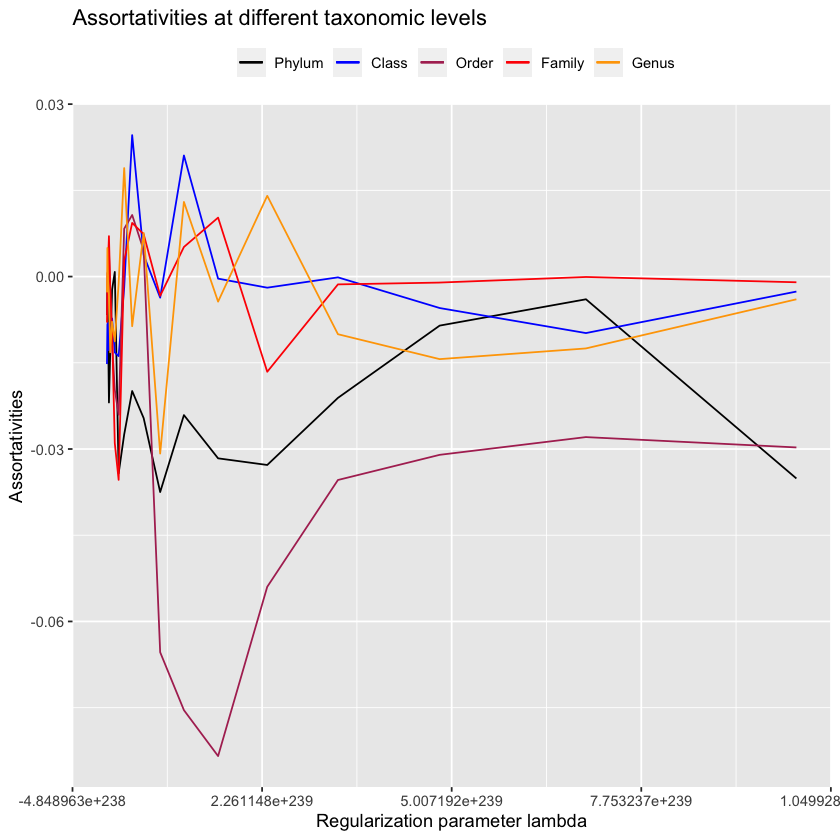 Assortativities at different taxonomic levels
Phylum Class Order Family Genus
0.03
0.00
-0.03
-0.06
Assortativities
-4.848963e+238 2.261148e+239 5.007192e+239 7.753237e+239 1.049928
Regularization parameter lambda